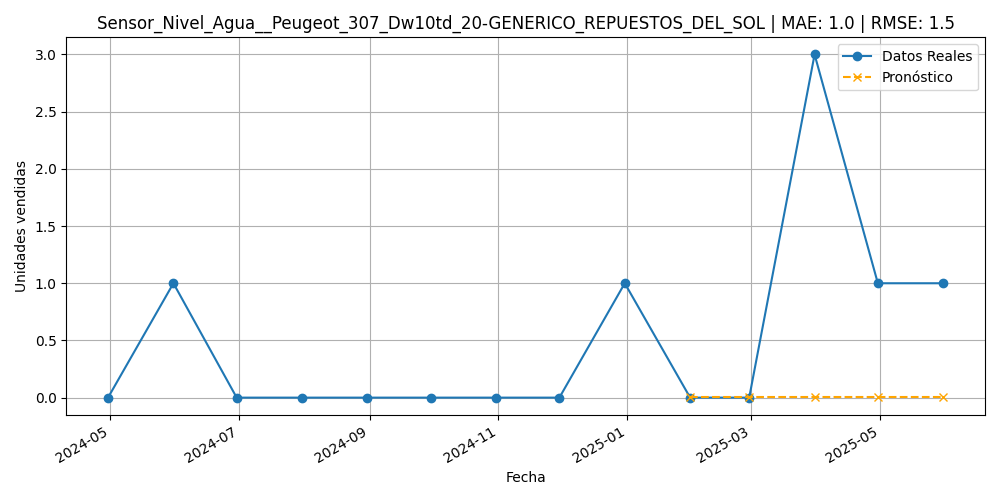 Sensor_Nivel_Agua__Peugeot_307_Dw10td_20-GENERICO_REPUESTOS_DEL_SOL | MAE: 1.0 | RMSE: 1.5
Datos Reales
Pronóstico
Unidades vendidas
3.0
2.5
2.0
1.5
1.0
0.5
0.0
2024-05
2024-07
2024-09
2024-11
2025-01
2025-03
2025-05
Fecha